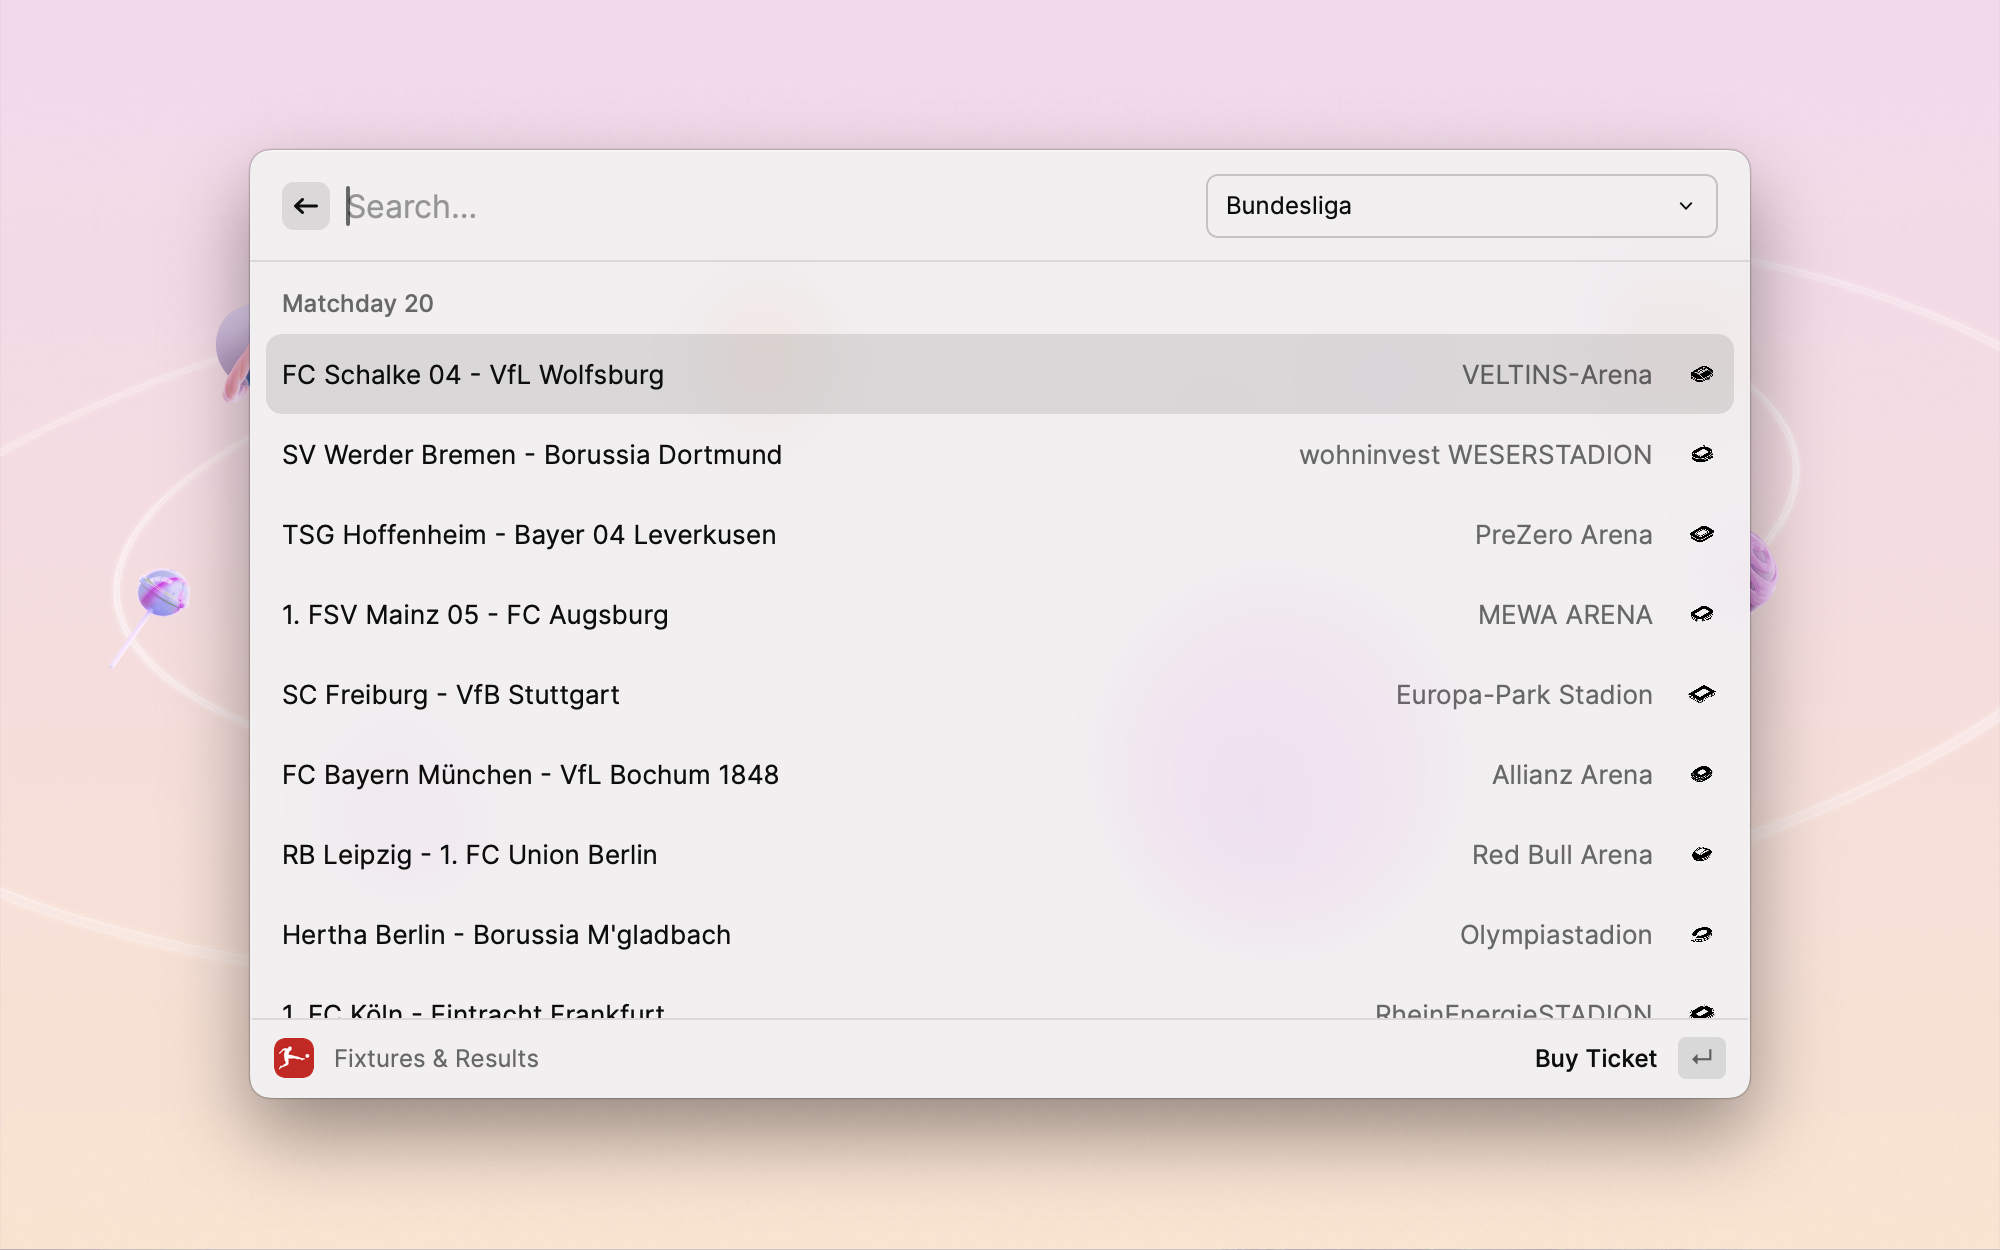 Search...
Bundesliga
Matchday 20
FC Schalke 04 - VfL Wolfsburg VELTINS-Arena
SV Werder Bremen - Borussia Dortmund wohninvest WESERSTADION
TSG Hoffenheim - Bayer 04 Leverkusen PreZero Arena
1. FSV Mainz 05 - FC Augsburg MEWA ARENA
SC Freiburg - VfB Stuttgart Europa-Park Stadion
FC Bayern München - VfL Bochum 1848 Allianz Arena
RB Leipzig - 1. FC Union Berlin Red Bull Arena
Hertha Berlin - Borussia M'gladbach Olympiastadion
1. FC Köln - Eintracht Frankfurt RheinEnergieSTADION
Fixtures & Results Buy Ticket